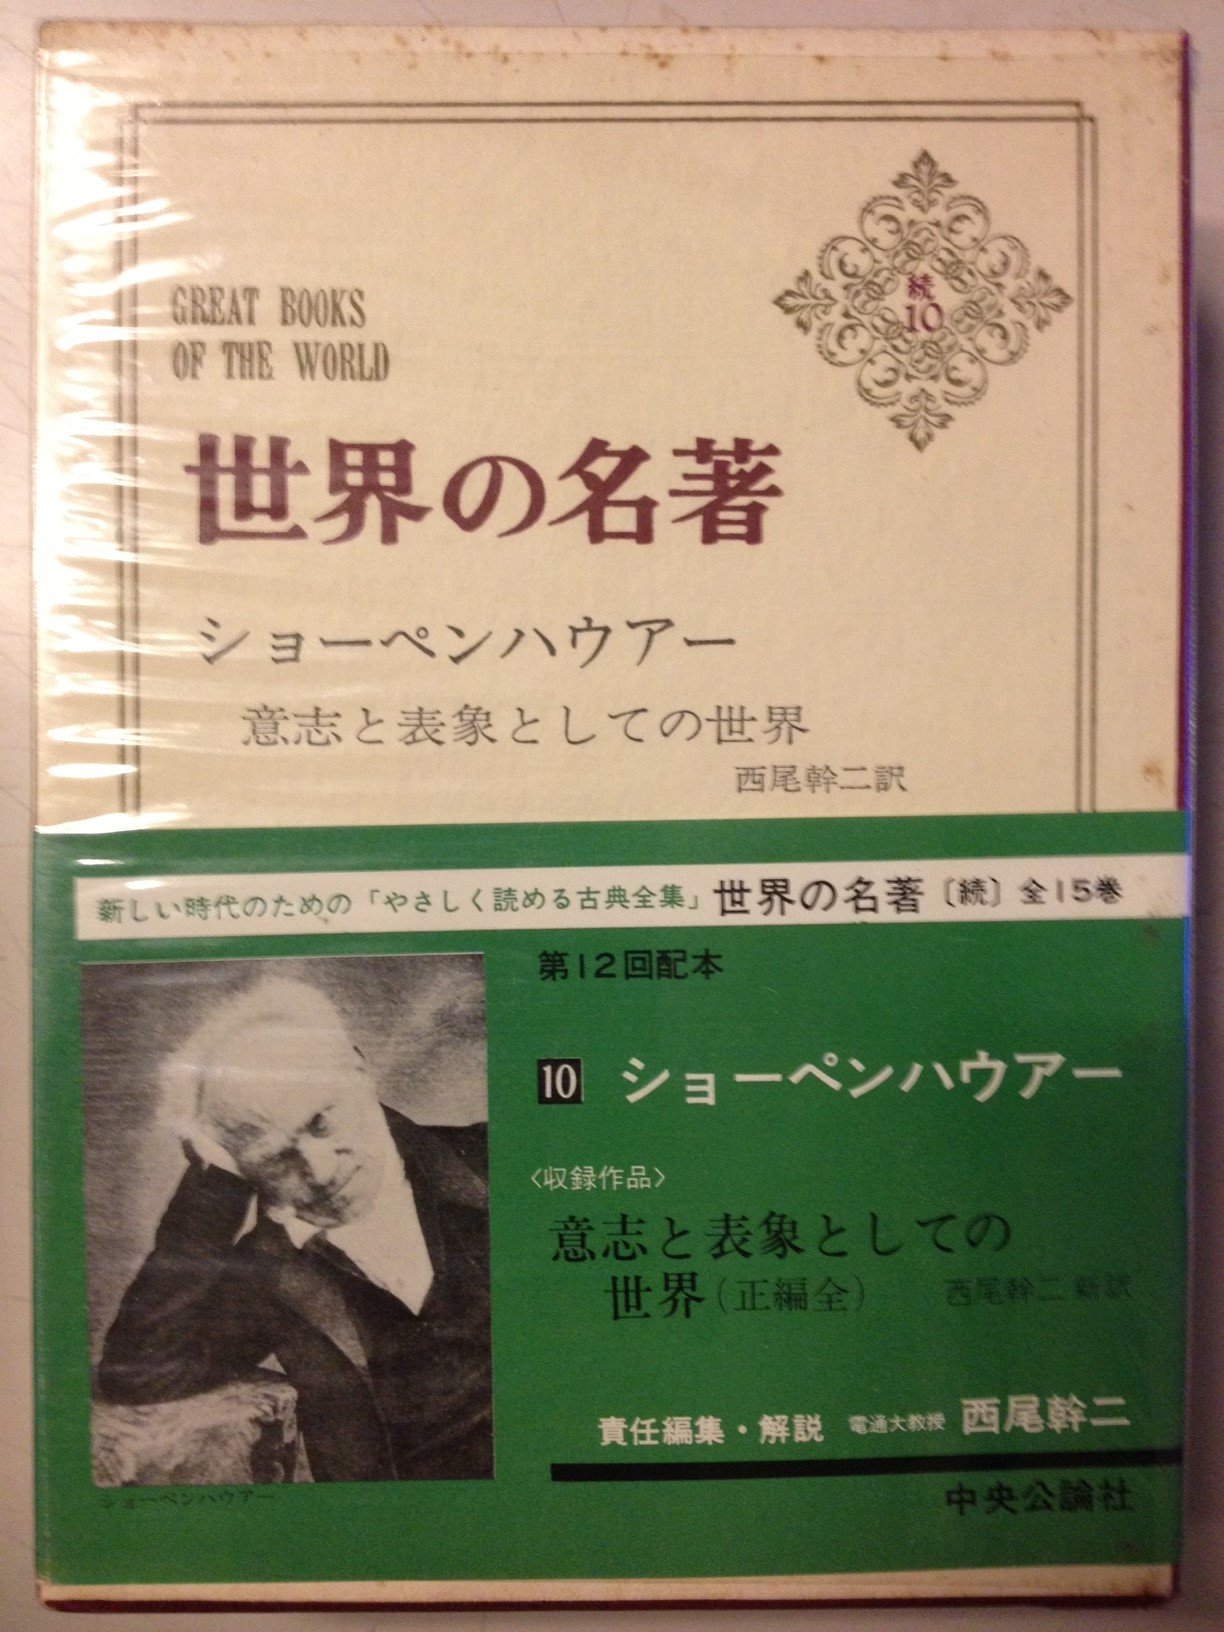 続
10
GREAT BOOKS
OF THE WORLD
世界の名著
ショーペンハウアー
意志と表象としての世界
西尾幹二訳
新しい時代のための「やさしく読める古典全集」世界の名著〔続〕全15巻
第12回配本
10 ショーペンハウアー
〈収録作品〉
意志と表象としての
世界(正編全) 西尾幹二 新訳
責任編集・解説 電通大教授 西尾幹二
中央公論社
ショーペンハウアー